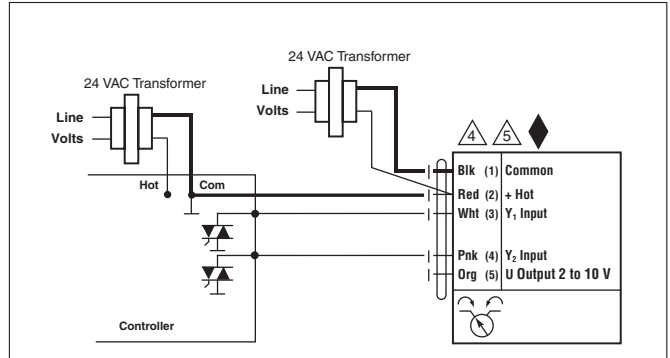 24 VAC Transformer
24 VAC Transformer
Line
Volts
Line
Volts
4 5
Hot Com
Blk (1) Common
Red (2) + Hot
Wht (3) Y₁ Input
Pnk (4) Y₂ Input
Org (5) U Output 2 to 10 V
Controller